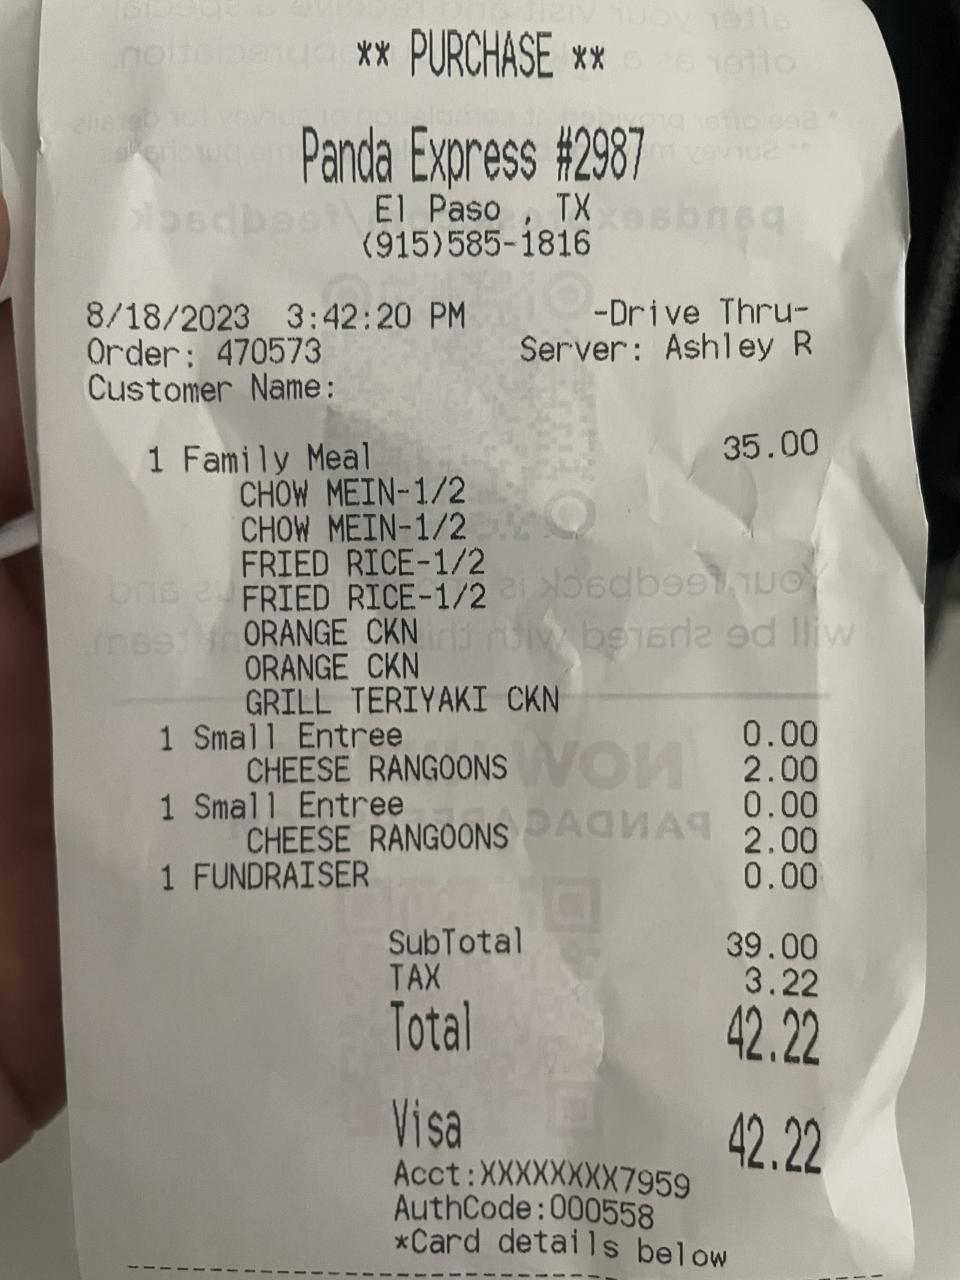 ** PURCHASE **
Panda Express #2987
El Paso , TX
(915)585-1816
8/18/2023 3:42:20 PM -Drive Thru-
Order: 470573 Server: Ashley R
Customer Name:
1 Family Meal 35.00
CHOW MEIN-1/2
CHOW MEIN-1/2
FRIED RICE-1/2
FRIED RICE-1/2
ORANGE CKN
ORANGE CKN
GRILL TERIYAKI CKN
1 Small Entree 0.00
CHEESE RANGOONS 2.00
1 Small Entree 0.00
CHEESE RANGOONS 2.00
1 FUNDRAISER 0.00
SubTotal 39.00
TAX 3.22
Total 42.22
Visa 42.22
Acct:XXXXXXXX7959
AuthCode:000558
*Card details below